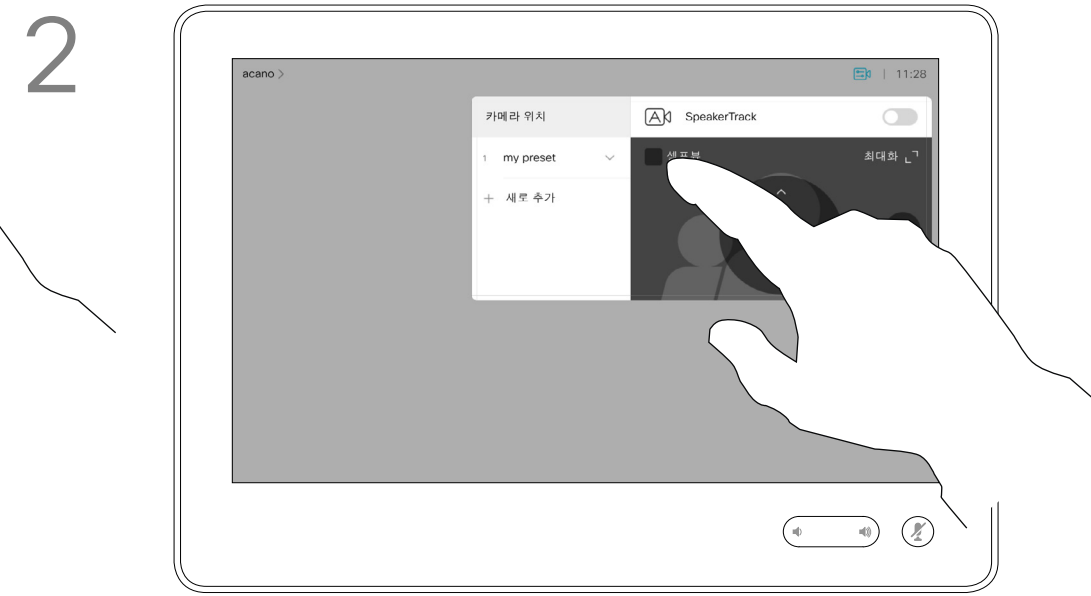 2
acano >
11:28
카메라 위치
SpeakerTrack
1 my preset
셀프뷰
최대화
+ 새로 추가